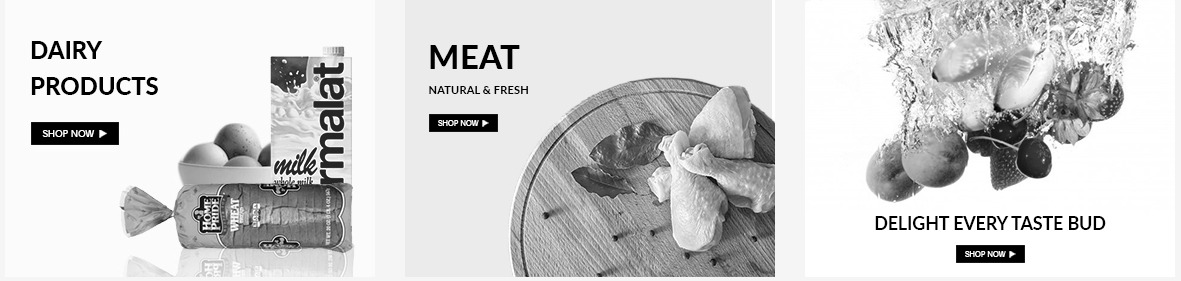 DAIRY
PRODUCTS
SHOP NOW
rmalat
milk
whole milk
HOME
PRIDE
WHEAT
MEAT
NATURAL & FRESH
SHOP NOW
DELIGHT EVERY TASTE BUD
SHOP NOW